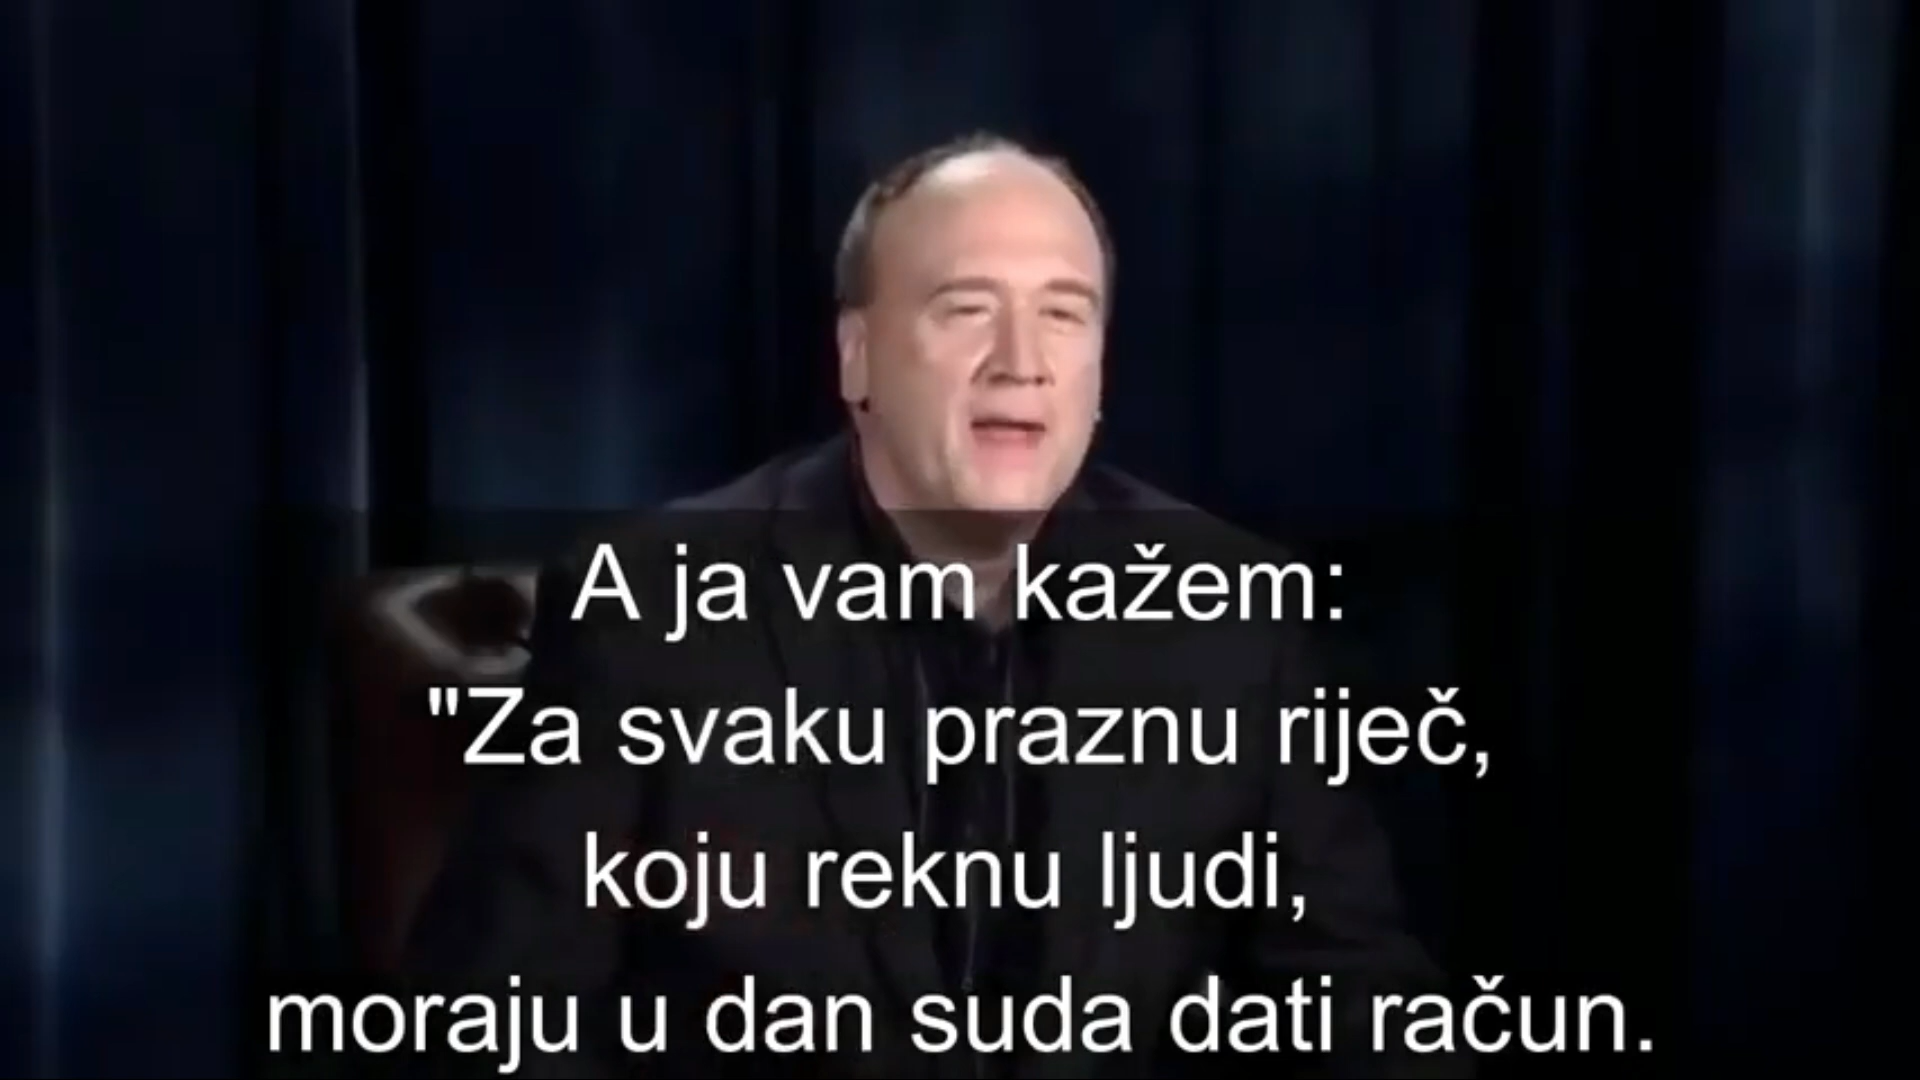 A ja vam kažem:
"Za svaku praznu riječ,
koju reknu ljudi,
moraju u dan suda dati račun.